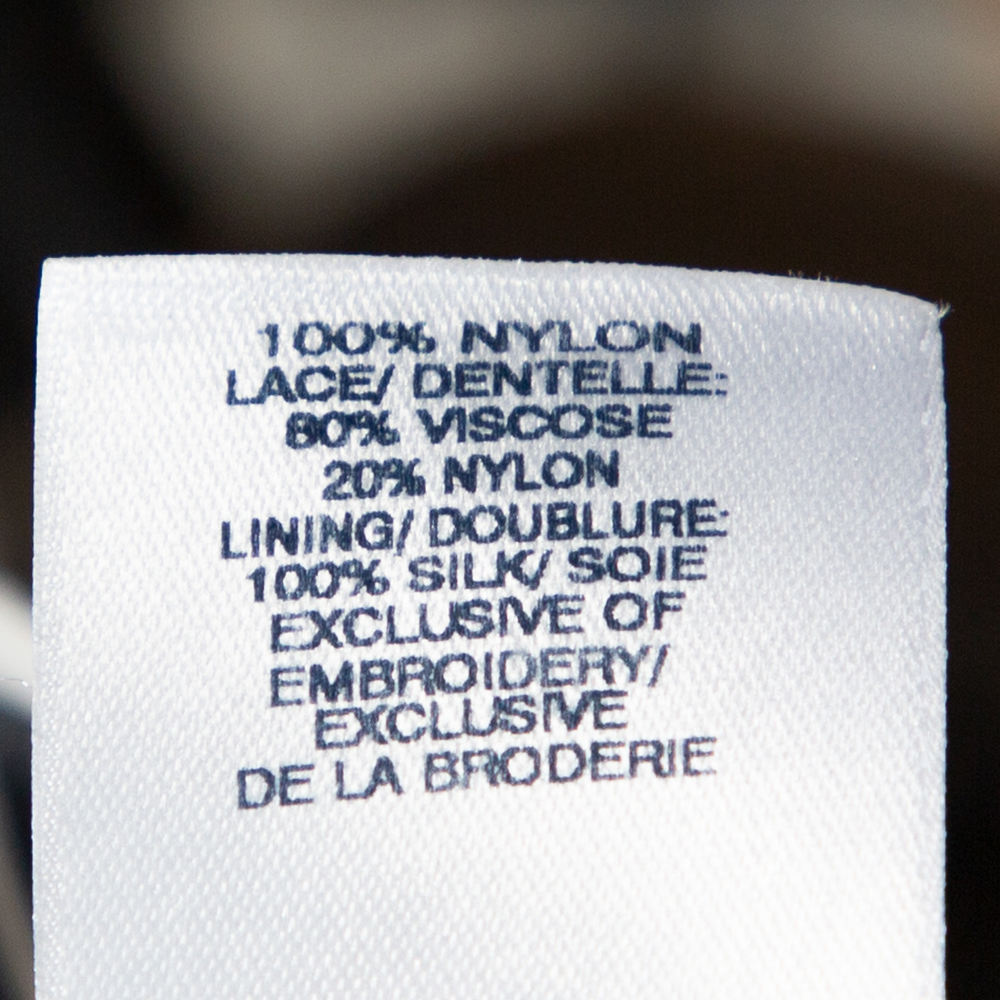 100% NYLON
LACE/ DENTELLE:
80% VISCOSE
20% NYLON
LINING/ DOUBLURE:
100% SILK/ SOIE
EXCLUSIVE OF
EMBROIDERY/
EXCLUSIVE
DE LA BRODERIE